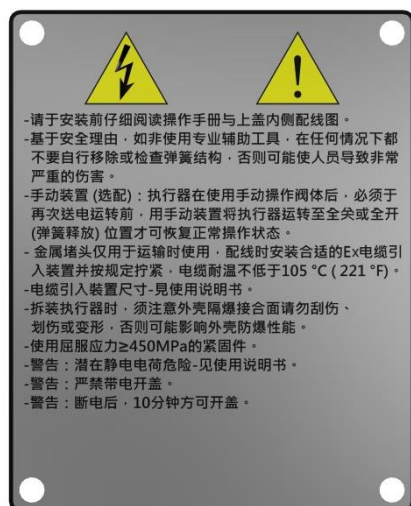 -请于安装前仔细阅读操作手册与上盖内侧配线图。
-基于安全理由，如非使用专业辅助工具，在任何情况下都
不要自行移除或检查弹簧结构，否则可能使人员导致非常
严重的伤害。
-手动装置 (选配)：执行器在使用手动操作阀体后，必须于
再次送电运转前，用手动装置将执行器运转至全关或全开
(弹簧释放) 位置才可恢复正常操作状态。
- 金属堵头仅用于运输时使用，配线时安装合适的Ex电缆引
入装置并按规定拧紧，电缆耐温不低于105 °C ( 221 °F)。
-电缆引入装置尺寸-見使用说明书。
-拆装执行器时，须注意外壳隔爆接合面请勿刮伤、
划伤或变形，否则可能影响外壳防爆性能。
-使用屈服应力≥450MPa的紧固件。
-警告：潜在静电电荷危险-见使用说明书。
-警告：严禁带电开盖。
-警告：断电后，10分钟方可开盖。